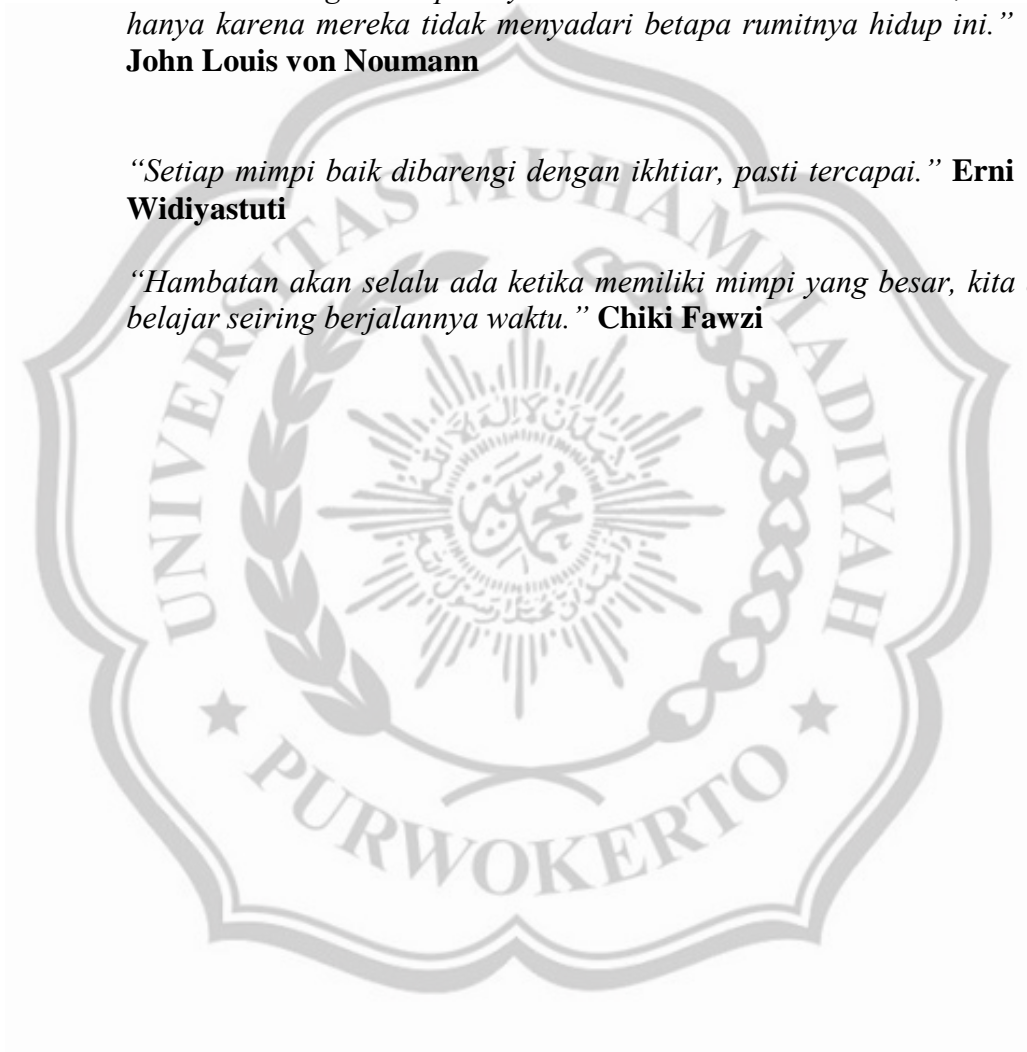 hanya karena mereka tidak menyadari betapa rumitnya hidup ini.”
John Louis von Noumann
“Setiap mimpi baik dibarengi dengan ikhtiar, pasti tercapai.” Erni
Widiyastuti
“Hambatan akan selalu ada ketika memiliki mimpi yang besar, kita
belajar seiring berjalannya waktu.” Chiki Fawzi
UNIVERSITAS MUHAMMADIYAH
PURWOKERTO